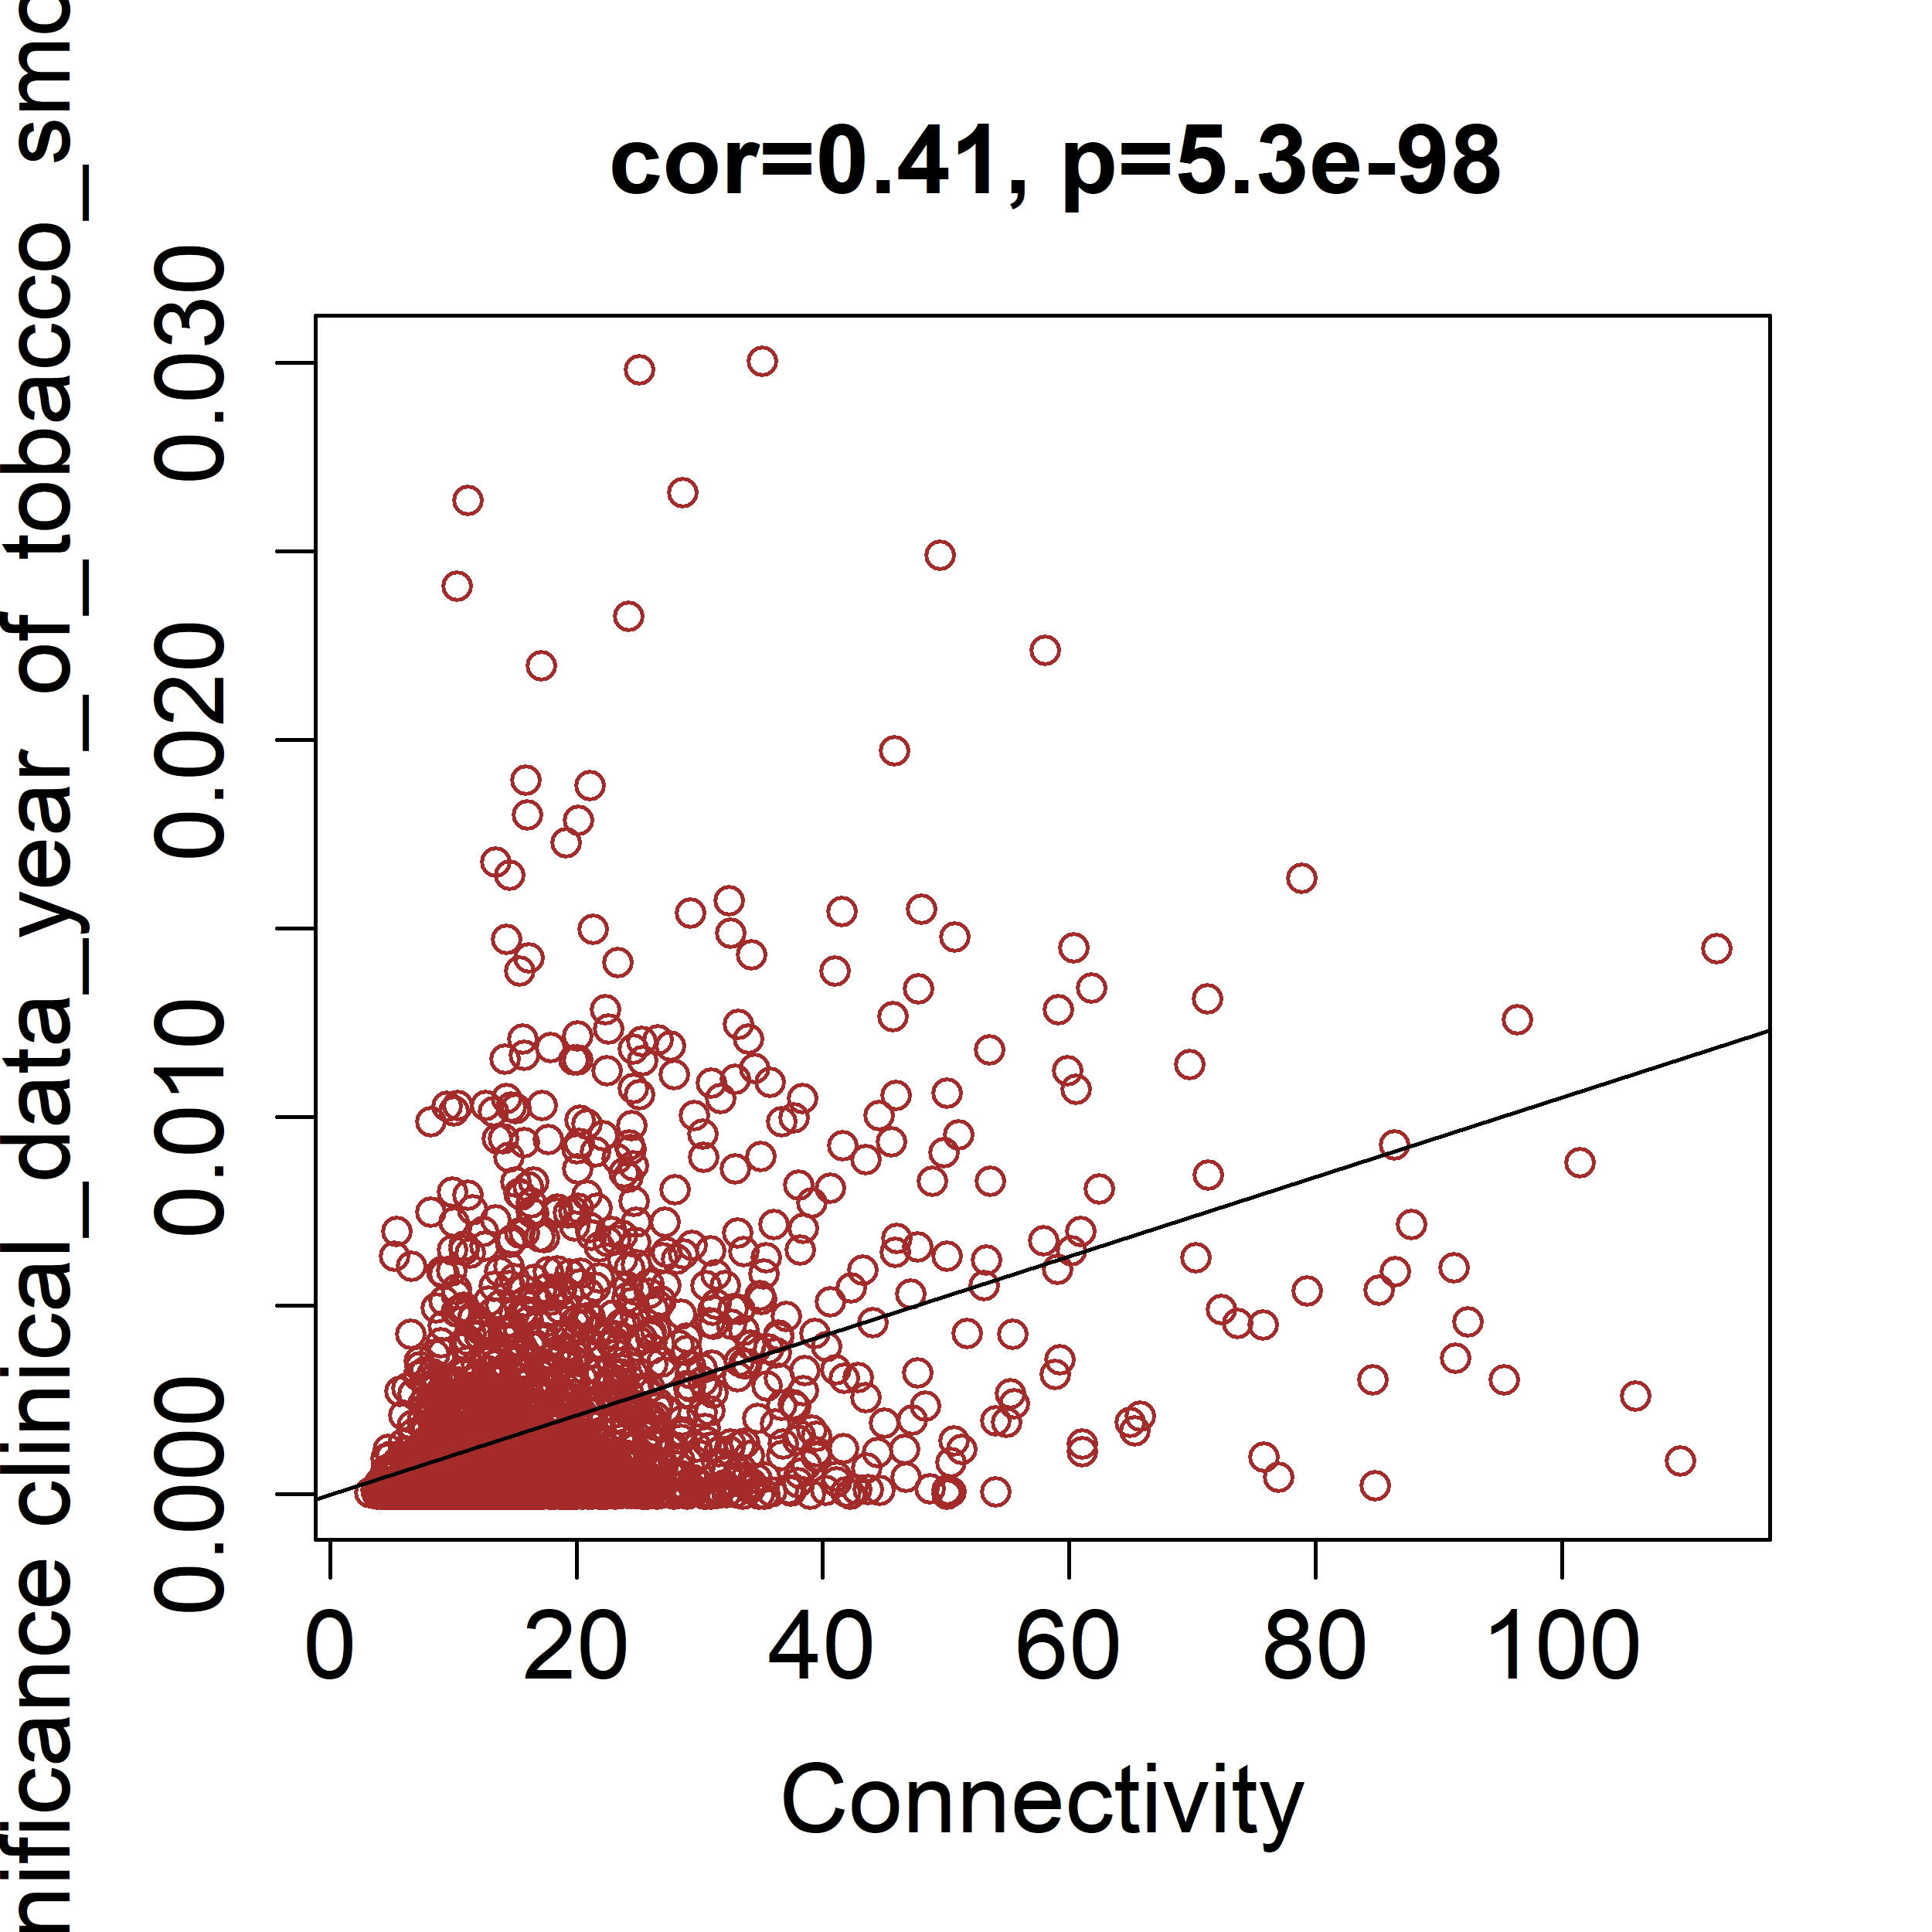 cor=0.41, p=5.3e-98
nificance clinical_data_year_of_tobacco_smo
0.030
0.020
0.010
0.000
0 20 40 60 80 100
Connectivity